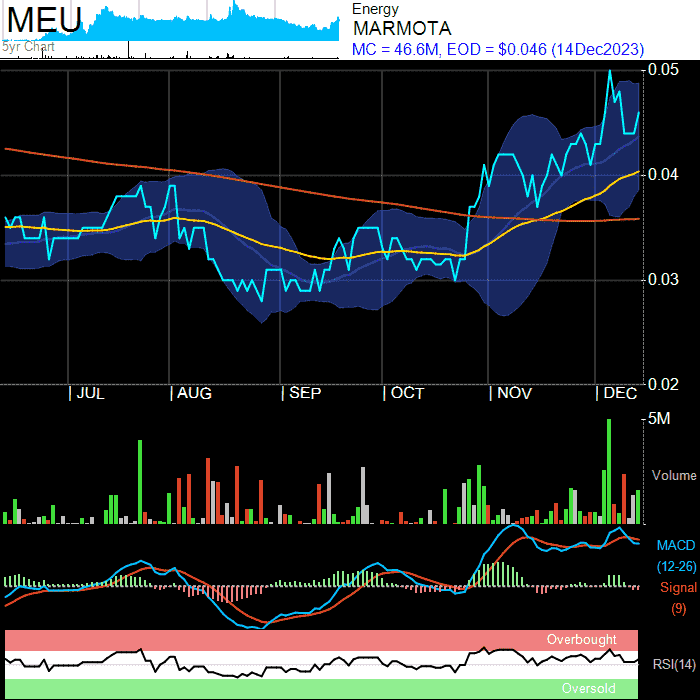 MEU
5yr Chart
Energy
MARMOTA
MC = 46.6M, EOD = $0.046 (14Dec2023)
0.05
0.04
0.03
0.02
JUL AUG SEP OCT NOV DEC
5M
Volume
MACD
(12-26)
Signal
(9)
Overbought
RSI(14)
Oversold